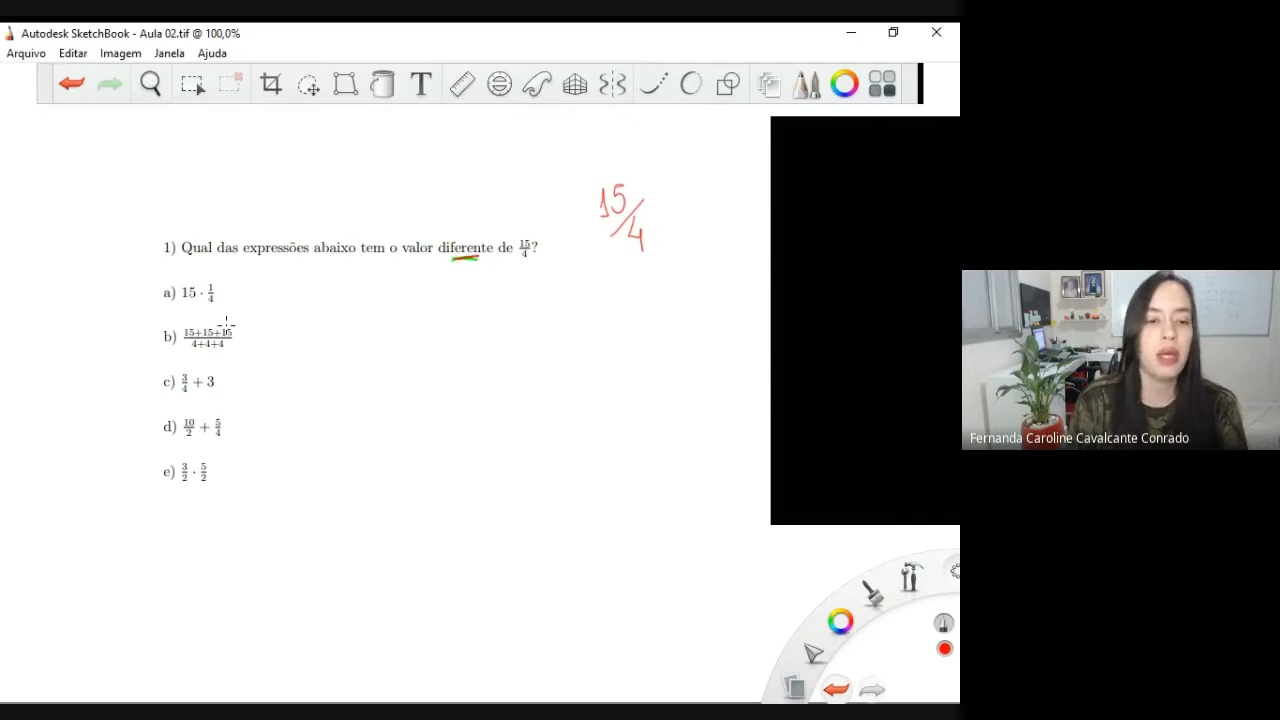 Autodesk SketchBook - Aula 02.tif @ 100,0%
Arquivo Editar Imagem Janela Ajuda
T
15/4
1) Qual das expressões abaixo tem o valor diferente de 15/4?
a) 15 · 1/4
b) 15+15+15/4+4+4
c) 3/4 + 3
d) 10/2 + 5/4
e) 3/2 · 5/2
Fernanda Caroline Cavalcante Conrado